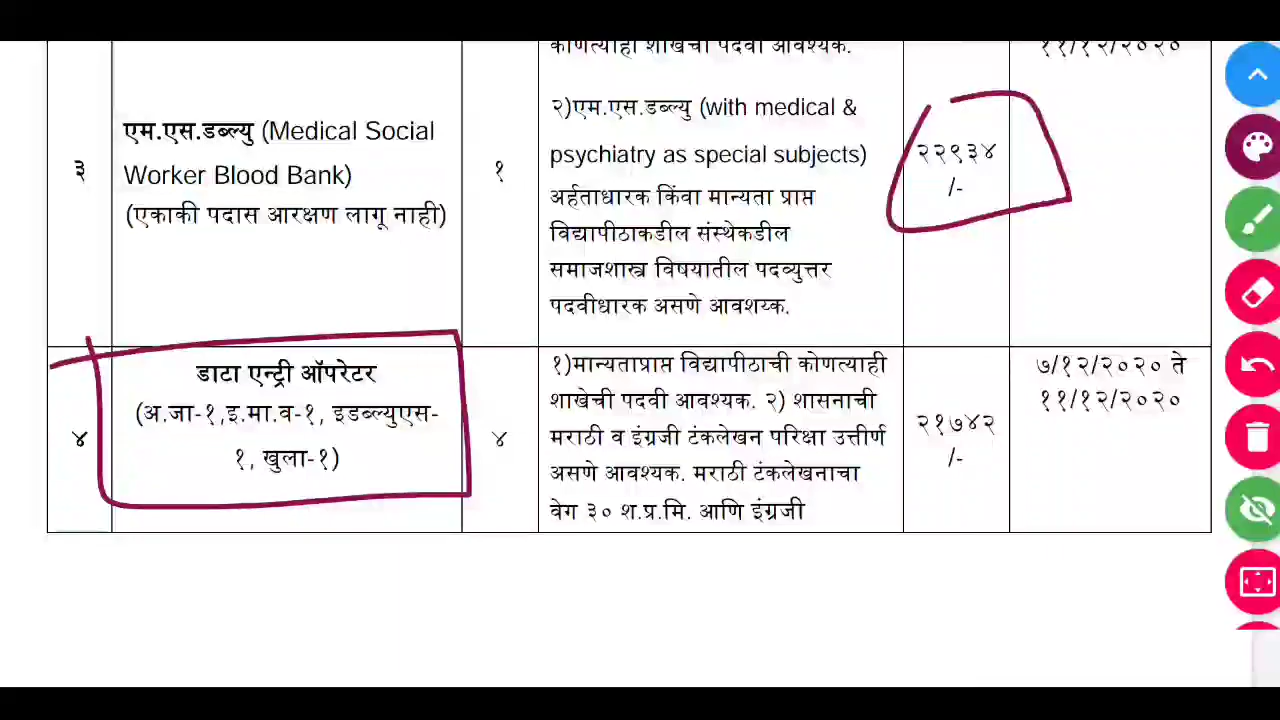 कोणत्याही शाखेची पदवी आवश्यक.
११/१२/२०२०
३
एम.एस.डब्ल्यु (Medical Social
Worker Blood Bank)
(एकाकी पदास आरक्षण लागू नाही)
१
२)एम.एस.डब्ल्यु (with medical &
psychiatry as special subjects)
अर्हताधारक किंवा मान्यता प्राप्त
विद्यापीठाकडील संस्थेकडील
समाजशास्त्र विषयातील पदव्युत्तर
पदवीधारक असणे आवशय्क.
२२९३४
/-
४
डाटा एन्ट्री ऑपरेटर
(अ.जा-१,इ.मा.व-१, इडब्ल्युएस-
१, खुला-१)
४
१)मान्यताप्राप्त विद्यापीठाची कोणत्याही
शाखेची पदवी आवश्यक. २) शासनाची
मराठी व इंग्रजी टंकलेखन परिक्षा उत्तीर्ण
असणे आवश्यक. मराठी टंकलेखनाचा
वेग ३० श.प्र.मि. आणि इंग्रजी
२१७४२
/-
७/१२/२०२० ते
११/१२/२०२०